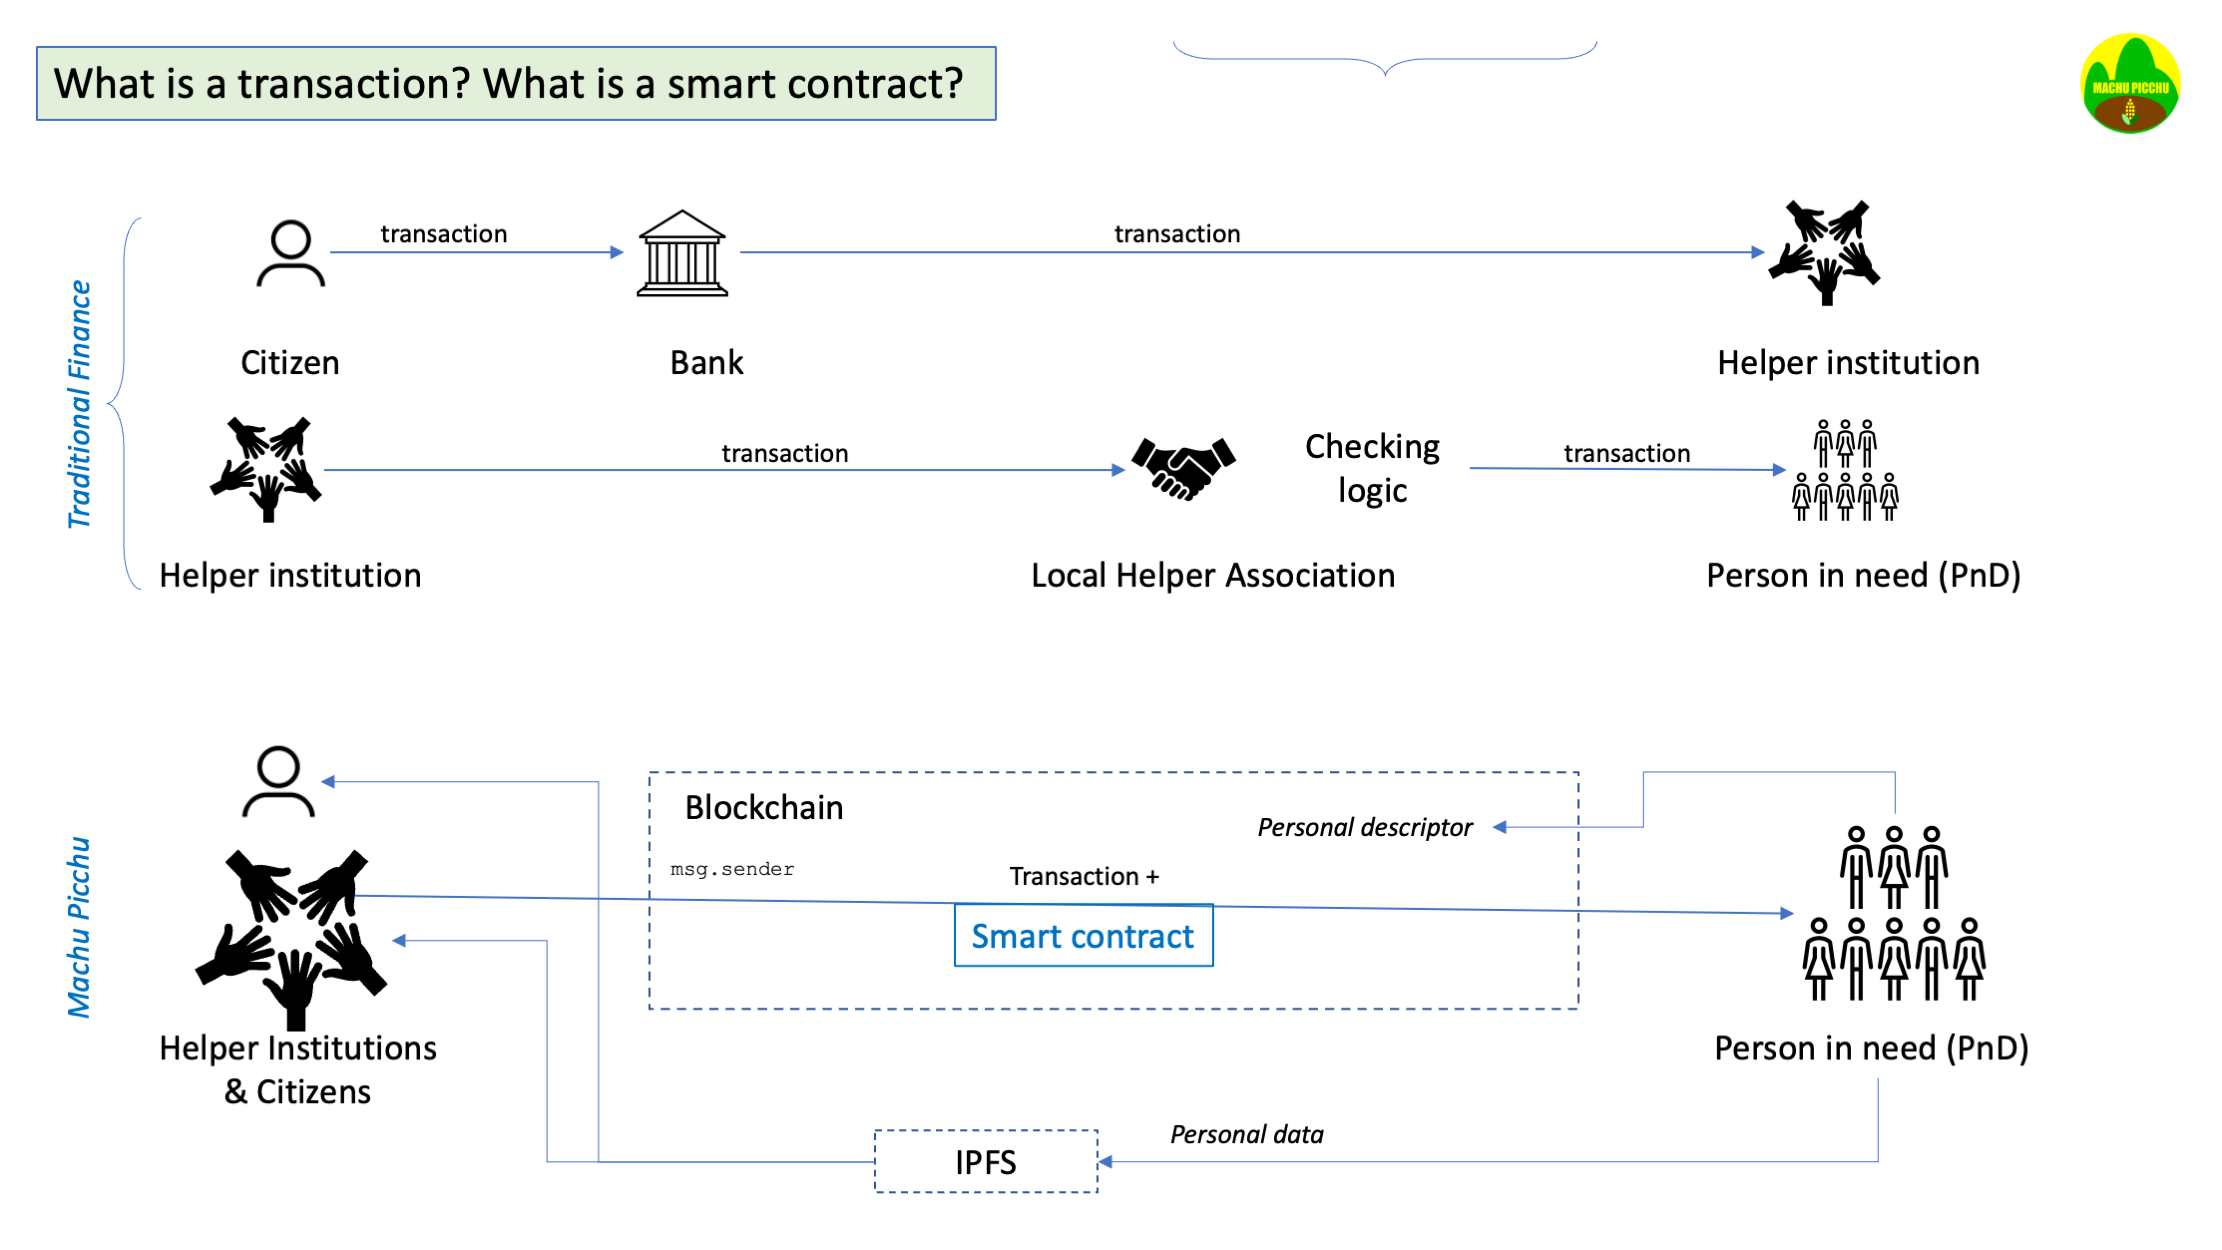 What is a transaction? What is a smart contract?
MACHU PICCHU
Traditional Finance
transaction
transaction
Citizen
Bank
Helper institution
transaction
Checking
logic
transaction
Helper institution
Local Helper Association
Person in need (PnD)
Machu Picchu
Blockchain
Personal descriptor
msg.sender
Transaction +
Smart contract
Helper Institutions
& Citizens
Person in need (PnD)
Personal data
IPFS